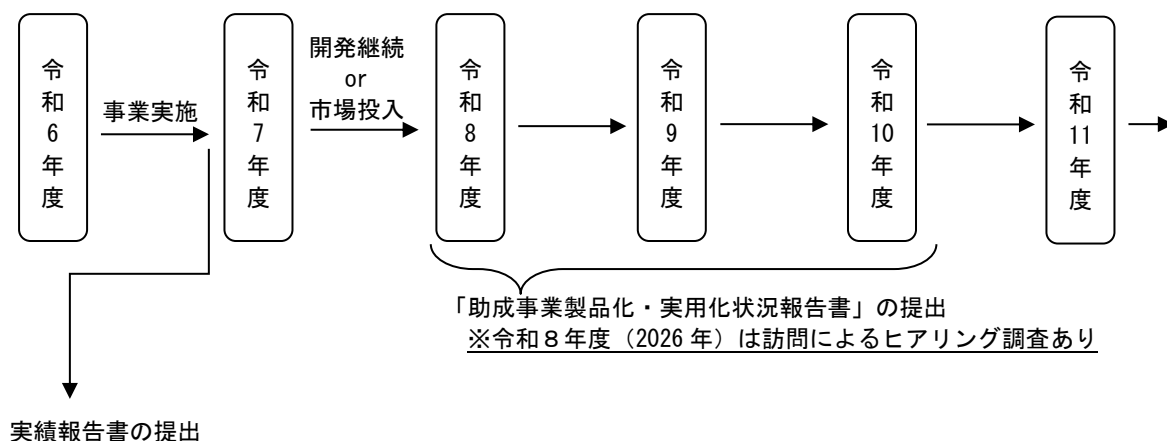 令和6年度
事業実施
令和7年度
開発継続
or
市場投入
令和8年度
令和9年度
令和10年度
令和11年度
「助成事業製品化・実用化状況報告書」の提出
※令和８年度（2026 年）は訪問によるヒアリング調査あり
実績報告書の提出